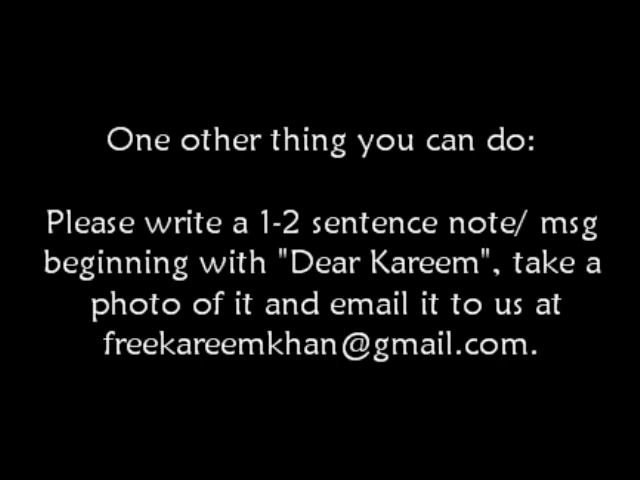 One other thing you can do:
Please write a 1-2 sentence note/ msg
beginning with "Dear Kareem", take a
photo of it and email it to us at
freekareemkhan@gmail.com.